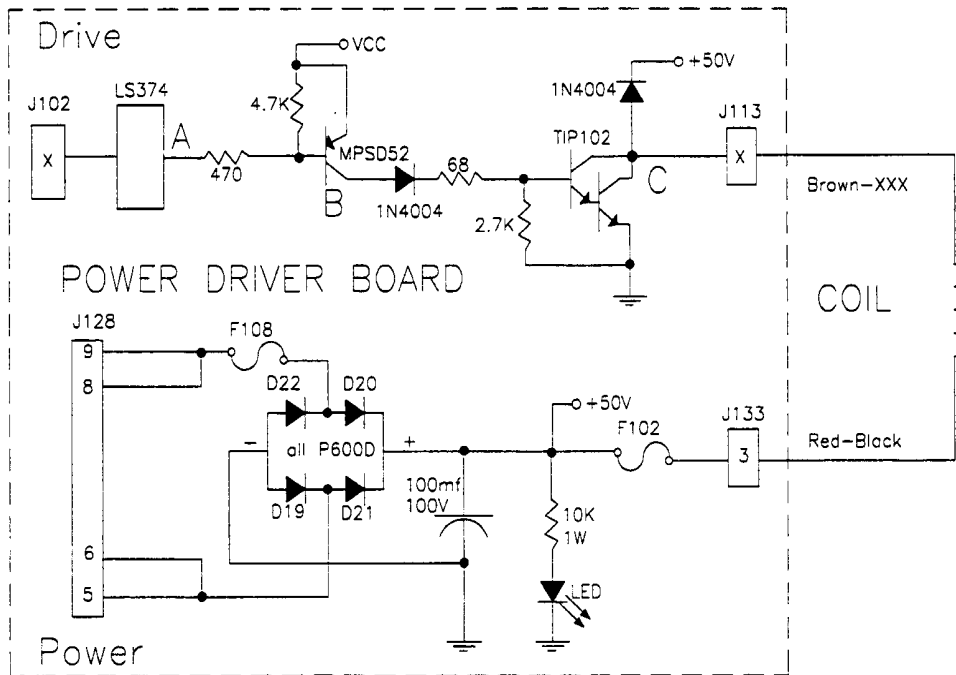 Drive
VCC
+50V
LS374
J102
4.7K
1N4004
J113
A
TIP102
X
MPSD52
68
C
X
470
B
1N4004
2.7K
Brown-XXX
POWER DRIVER BOARD
COIL
J128
F108
9
8
D22
D20
+50V
F102
J133
-
all P600D
+
3
Red-Black
D19
D21
100mf
100V
10K
1W
6
5
LED
Power